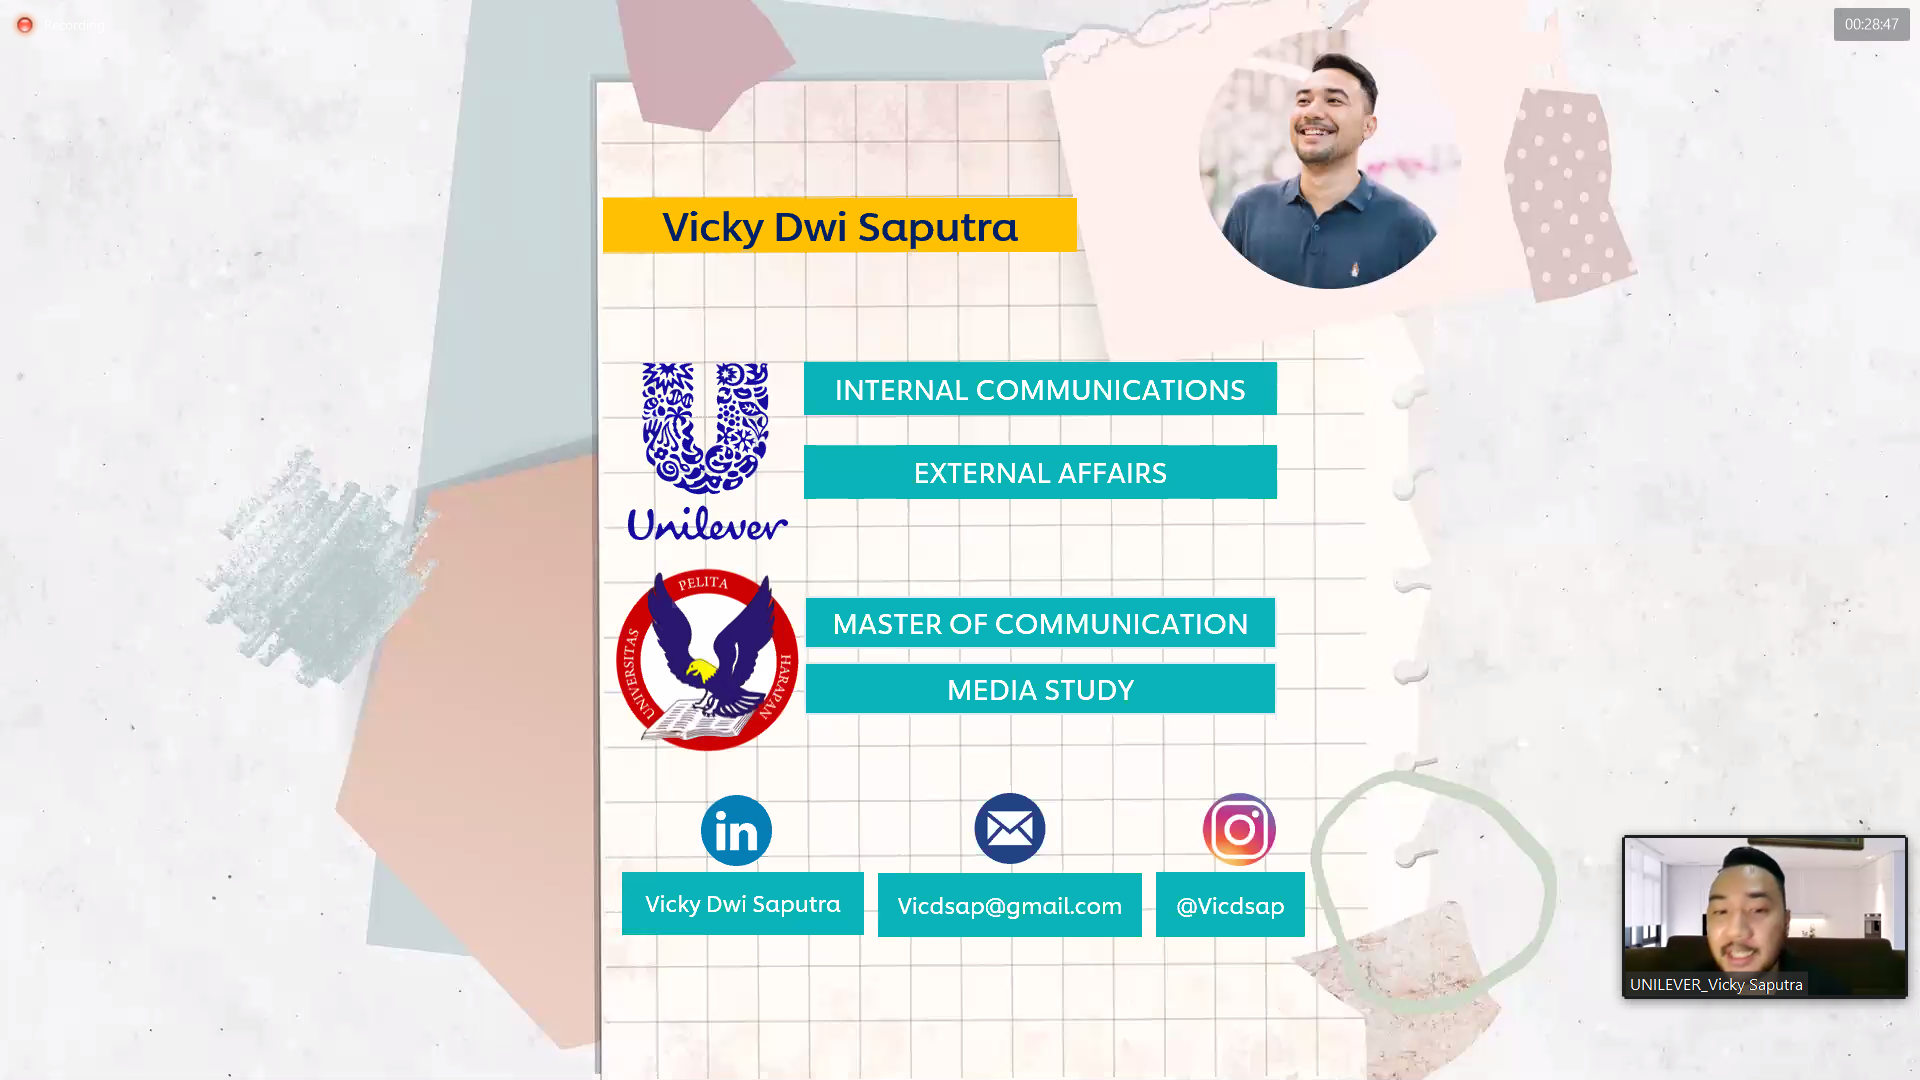 Recording
00:28:47
Vicky Dwi Saputra
INTERNAL COMMUNICATIONS
EXTERNAL AFFAIRS
Unilever
UNIVERSITAS PELITA HARAPAN
MASTER OF COMMUNICATION
MEDIA STUDY
in
Vicky Dwi Saputra
Vicdsap@gmail.com
@Vicdsap
UNILEVER_Vicky Saputra